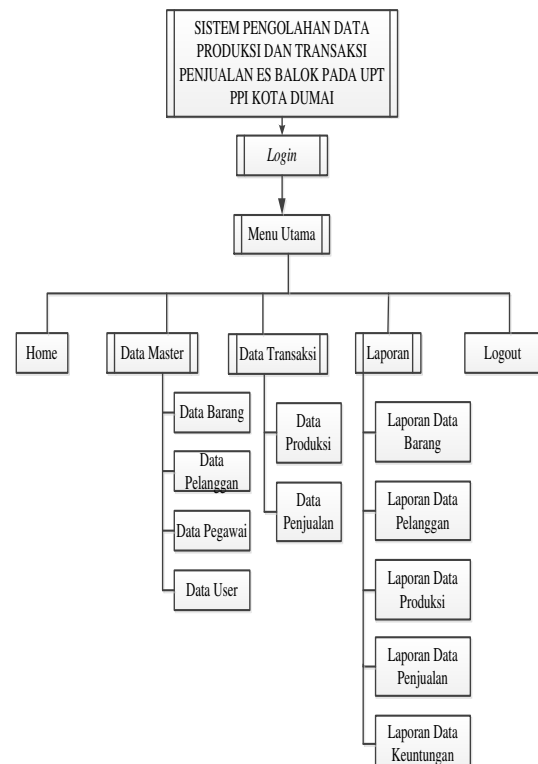 SISTEM PENGOLAHAN DATA
PRODUKSI DAN TRANSAKSI
PENJUALAN ES BALOK PADA UPT
PPI KOTA DUMAI
Login
Menu Utama
Home
Data Master
Data Transaksi
Laporan
Logout
Data Barang
Data
Pelanggan
Data Pegawai
Data User
Data
Produksi
Data
Penjualan
Laporan Data
Barang
Laporan Data
Pelanggan
Laporan Data
Produksi
Laporan Data
Penjualan
Laporan Data
Keuntungan